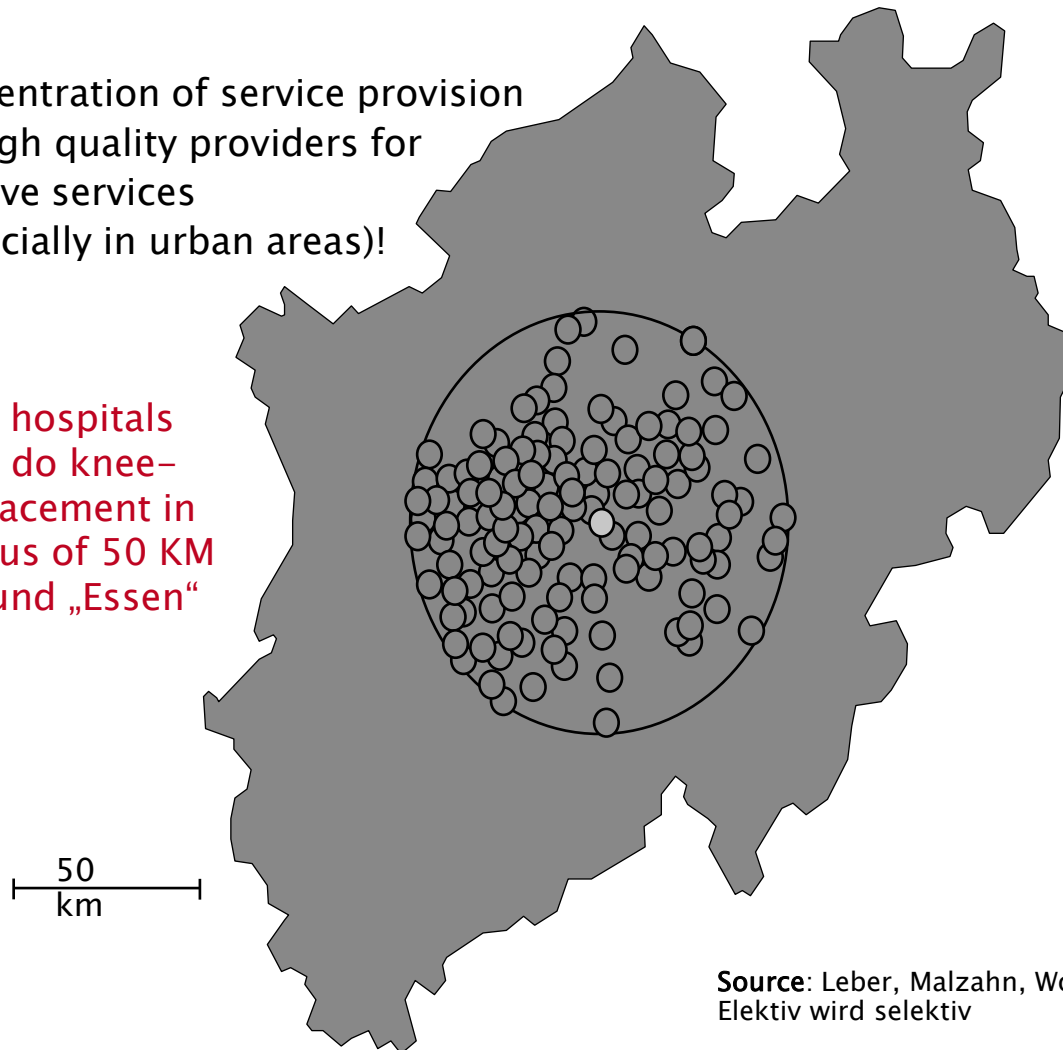 entration of service provision
gh quality providers for
ve services
cially in urban areas)!
hospitals
do knee–
acement in
us of 50 KM
und „Essen“
50
km
Source: Leber, Malzahn, Wo
Elektiv wird selektiv